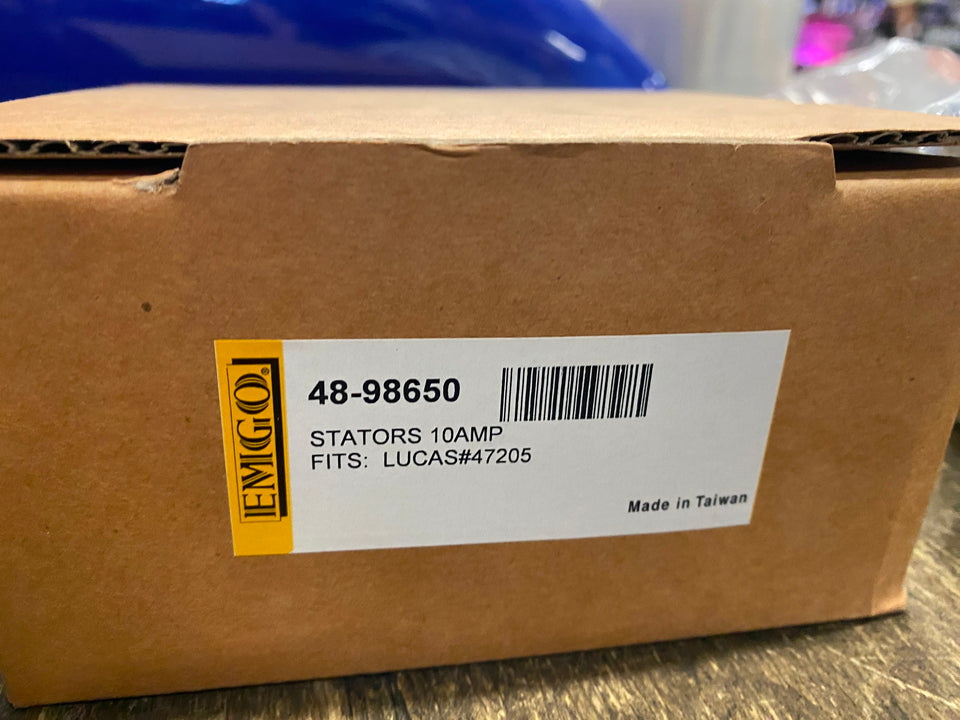 EMGO®
48-98650
STATORS 10AMP
FITS: LUCAS#47205
Made in Taiwan